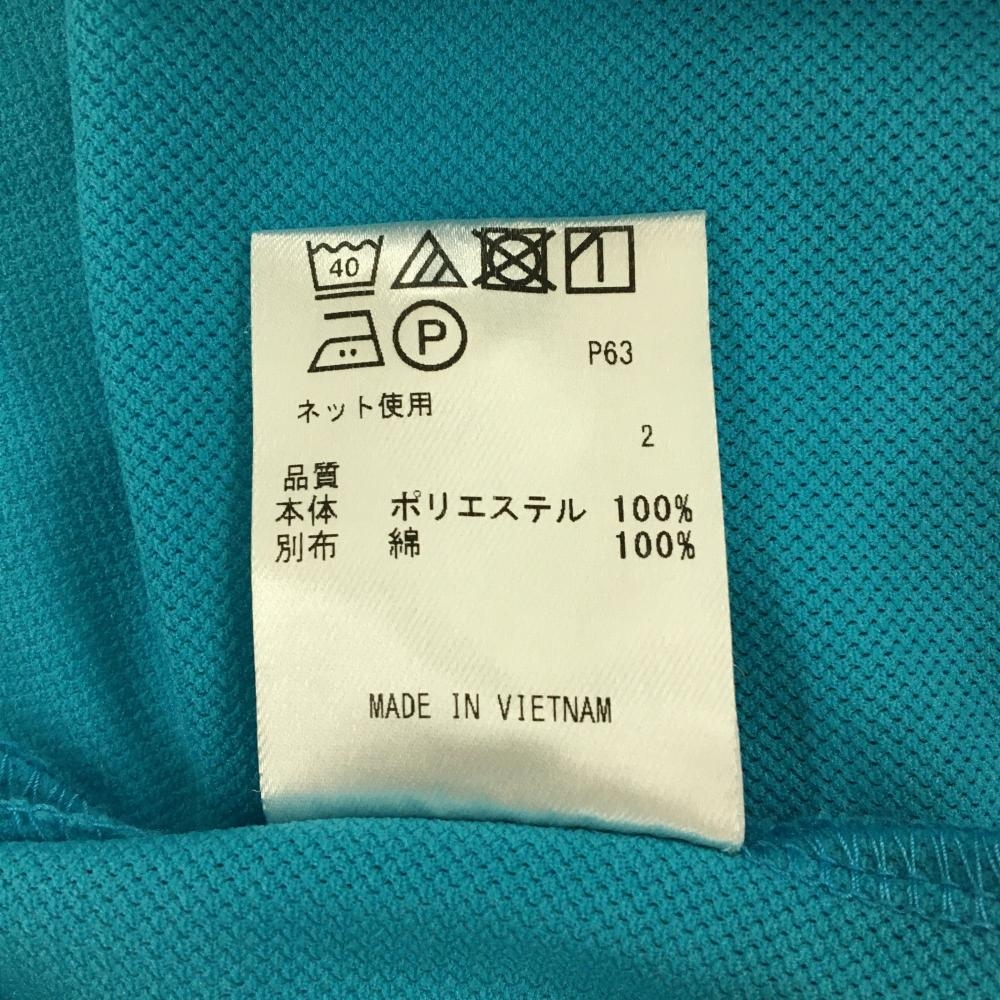 40
P P63
ネット使用
2
品質
本体 ポリエステル 100%
別布 綿 100%
MADE IN VIETNAM